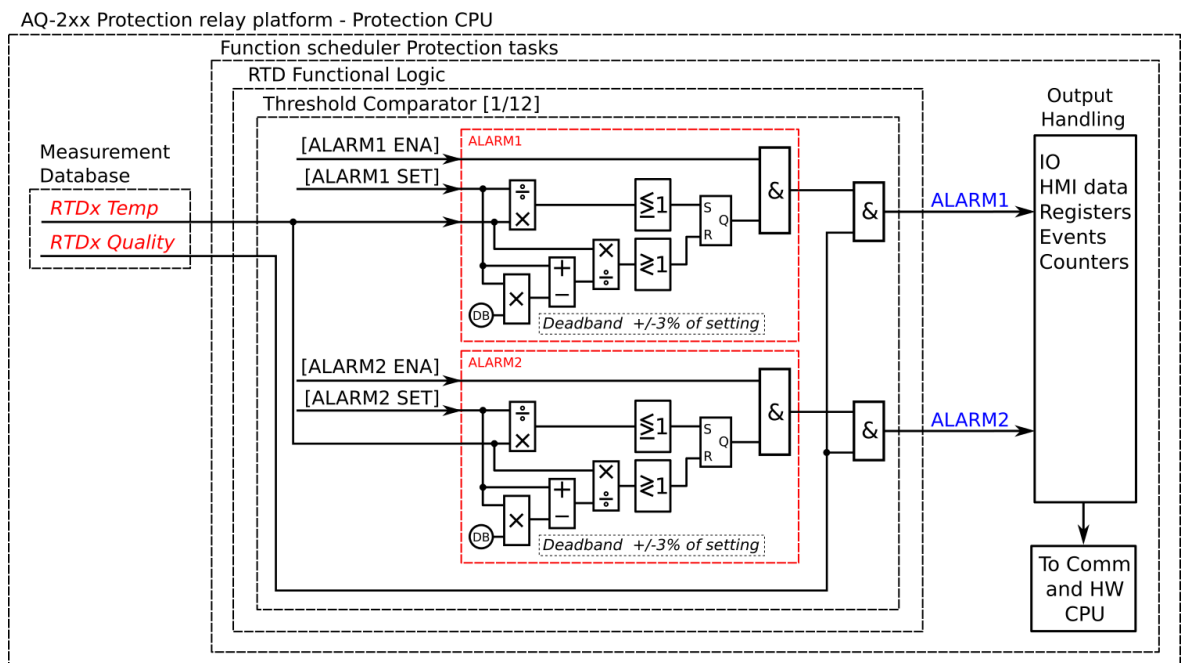 AQ-2xx Protection relay platform - Protection CPU
Function scheduler Protection tasks
RTD Functional Logic
Threshold Comparator [1/12]
Measurement
Database
RTDx Temp
RTDx Quality
[ALARM1 ENA]
[ALARM1 SET]
ALARM1
÷
×
≤
≥
1
S
Q
R
×
÷
≥
≤
1
+
−
×
DB
Deadband +/-3% of setting
&
&
ALARM1
[ALARM2 ENA]
[ALARM2 SET]
ALARM2
÷
×
≤
≥
1
S
Q
R
×
÷
≥
≤
1
+
−
×
DB
Deadband +/-3% of setting
&
&
ALARM2
Output
Handling
IO
HMI data
Registers
Events
Counters
To Comm
and HW
CPU